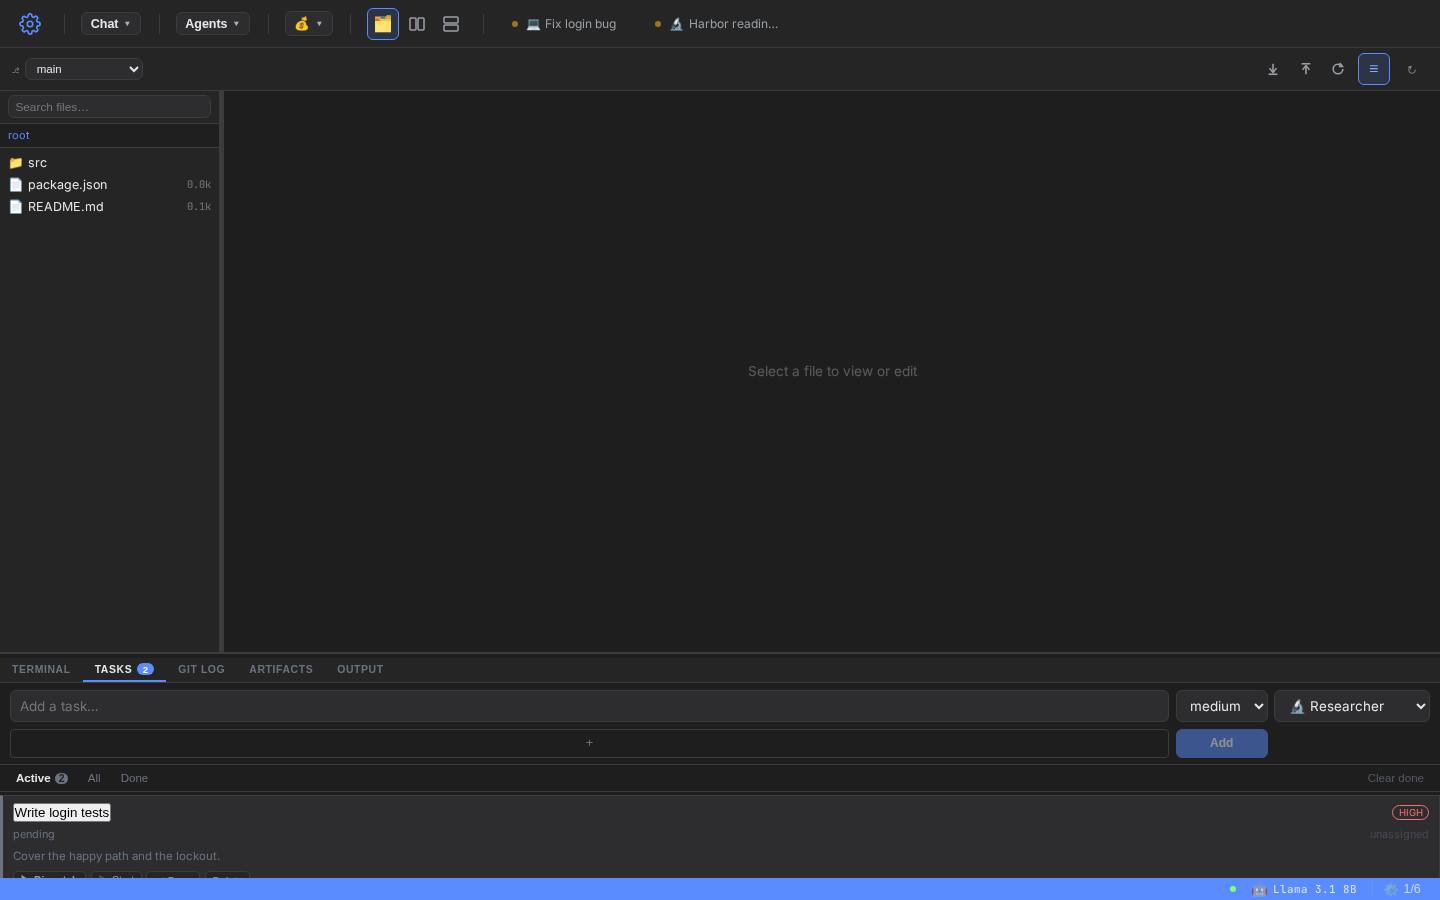 Chat ▾ Agents ▾ 💰 ▾ 💻 Fix login bug 🔬 Harbor readin…
main
Search files…
root
📁 src
📄 package.json 0.0k
📄 README.md 0.1k
Select a file to view or edit
TERMINAL TASKS 2 GIT LOG ARTIFACTS OUTPUT
Add a task… medium 🔬 Researcher
+ Add
Active 2 All Done Clear done
Write login tests HIGH
pending unassigned
Cover the happy path and the lockout.
🤖 Llama 3.1 8B ⚙️ 1/6